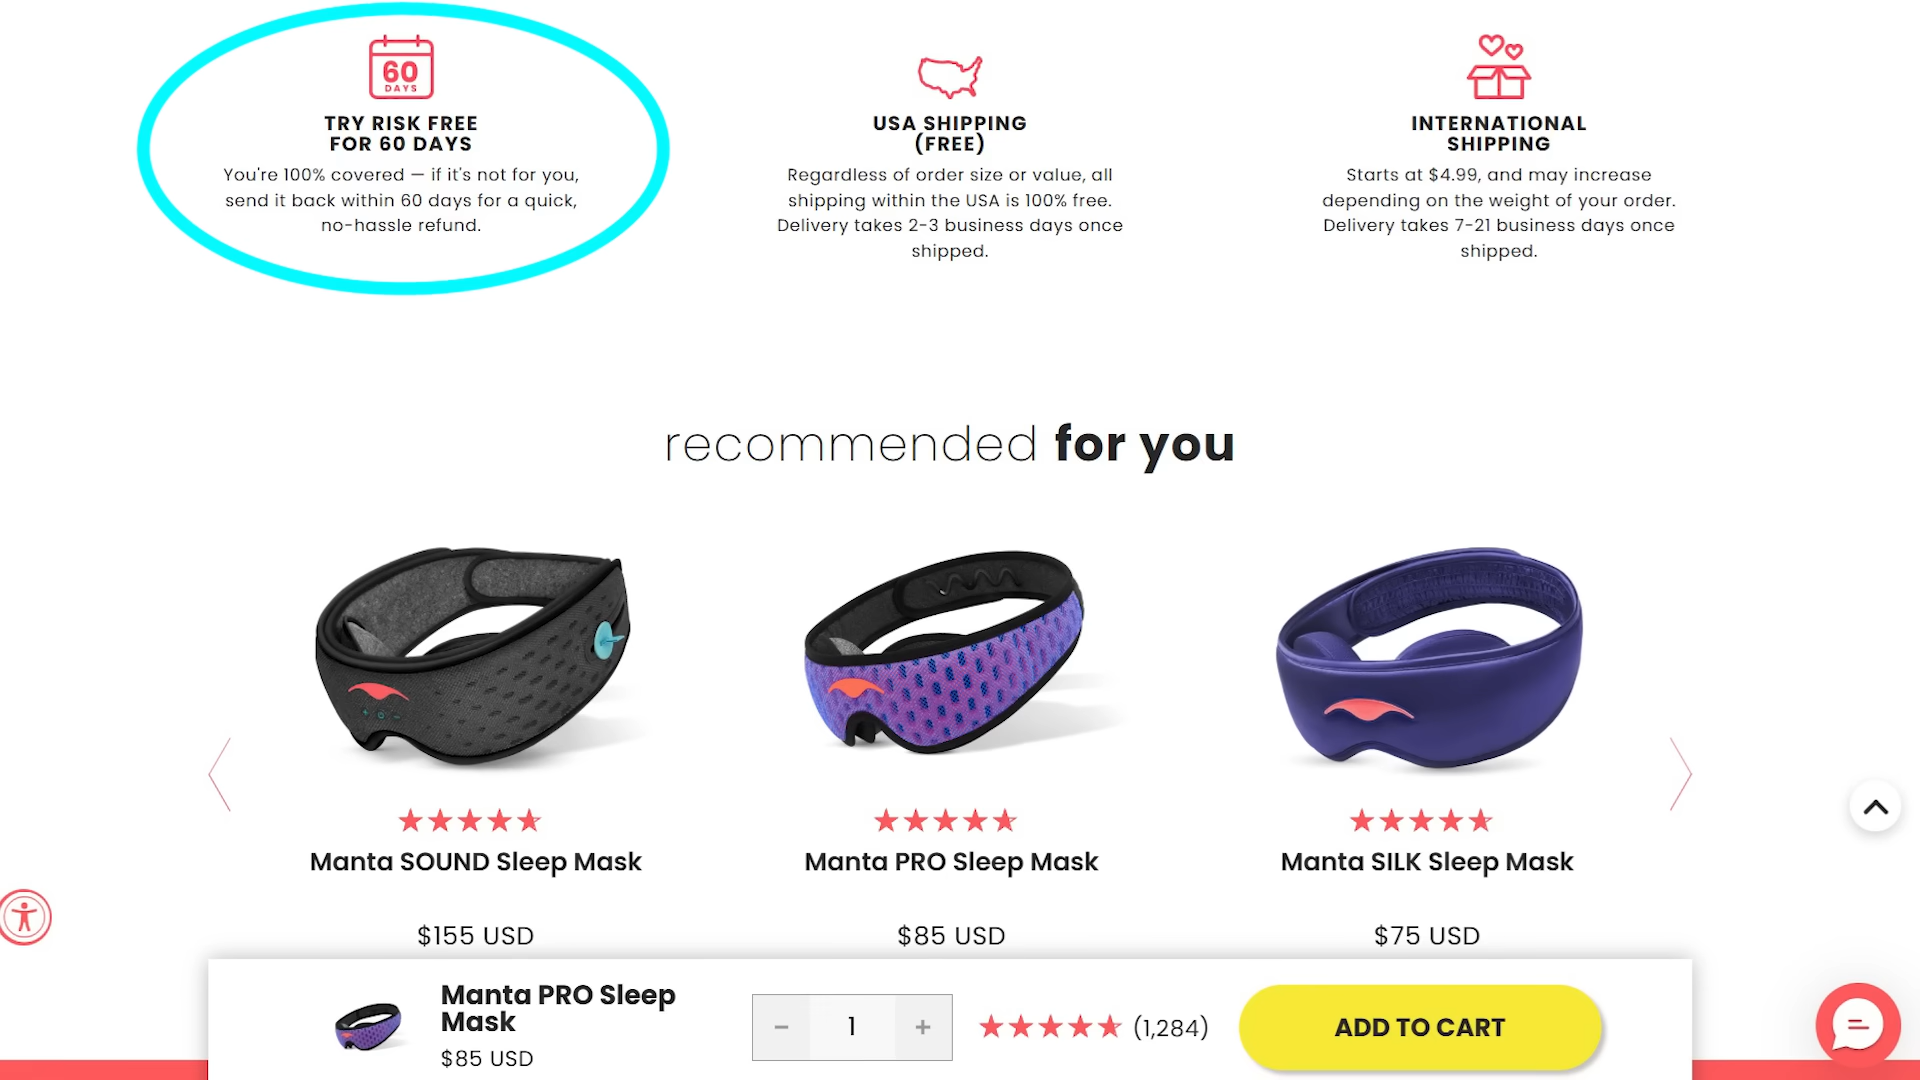 60
DAYS
TRY RISK FREE
FOR 60 DAYS
You're 100% covered — if it's not for you,
send it back within 60 days for a quick,
no-hassle refund.
USA SHIPPING
(FREE)
Regardless of order size or value, all
shipping within the USA is 100% free.
Delivery takes 2-3 business days once
shipped.
INTERNATIONAL
SHIPPING
Starts at $4.99, and may increase
depending on the weight of your order.
Delivery takes 7-21 business days once
shipped.
recommended for you
Manta SOUND Sleep Mask
$155 USD
Manta PRO Sleep Mask
$85 USD
Manta SILK Sleep Mask
$75 USD
Manta PRO Sleep
Mask
$85 USD
− 1 +
(1,284)
ADD TO CART